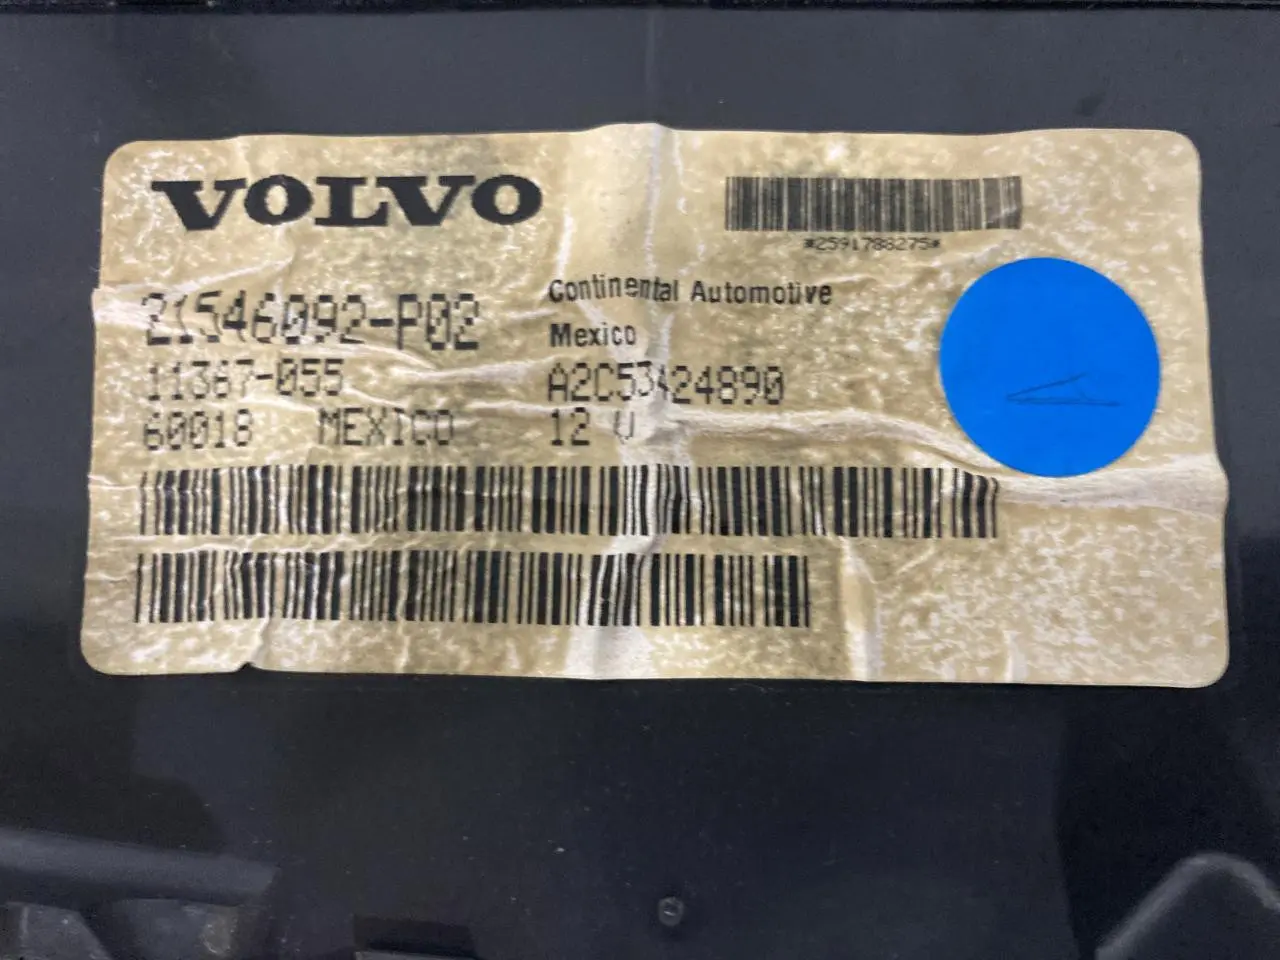 VOLVO
*2591788275*
21546092-P02
Continental Automotive
Mexico
11367-055
A2C53424890
60018 MEXICO
12 V